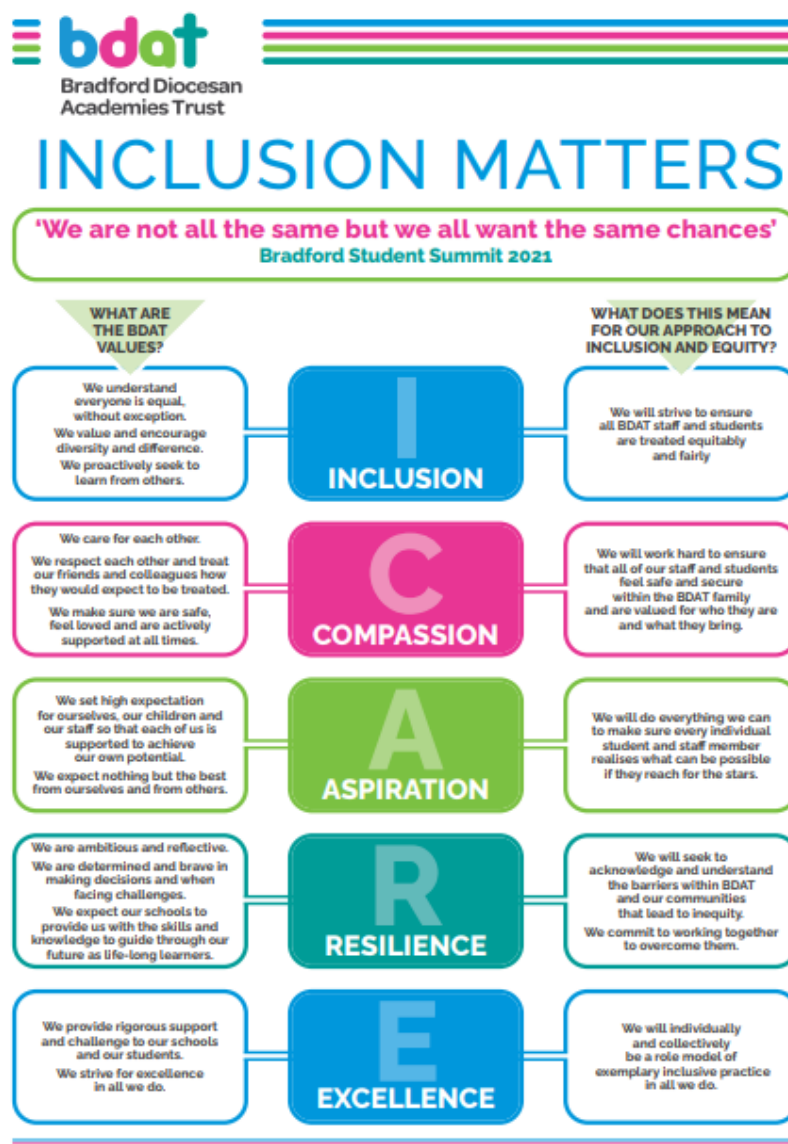 bdat
Bradford Diocesan
Academies Trust
INCLUSION MATTERS
‘We are not all the same but we all want the same chances’
Bradford Student Summit 2021
WHAT ARE
THE BDAT
VALUES?
WHAT DOES THIS MEAN
FOR OUR APPROACH TO
INCLUSION AND EQUITY?
We understand
everyone is equal,
without exception.
We value and encourage
diversity and difference.
We proactively seek to
learn from others.
I
INCLUSION
We will strive to ensure
all BDAT staff and students
are treated equitably
and fairly
We care for each other.
We respect each other and treat
our friends and colleagues how
they would expect to be treated.
We make sure we are safe,
feel loved and are actively
supported at all times.
C
COMPASSION
We will work hard to ensure
that all of our staff and students
feel safe and secure
within the BDAT family
and are valued for who they are
and what they bring.
We set high expectation
for ourselves, our children and
our staff so that each of us is
supported to achieve
our own potential.
We expect nothing but the best
from ourselves and from others.
A
ASPIRATION
We will do everything we can
to make sure every individual
student and staff member
realises what can be possible
if they reach for the stars.
We are ambitious and reflective.
We are determined and brave in
making decisions and when
facing challenges.
We expect our schools to
provide us with the skills and
knowledge to guide through our
future as life-long learners.
R
RESILIENCE
We will seek to
acknowledge and understand
the barriers within BDAT
and our communities
that lead to inequity.
We commit to working together
to overcome them.
We provide rigorous support
and challenge to our schools
and our students.
We strive for excellence
in all we do.
E
EXCELLENCE
We will individually
and collectively
be a role model of
exemplary inclusive practice
in all we do.